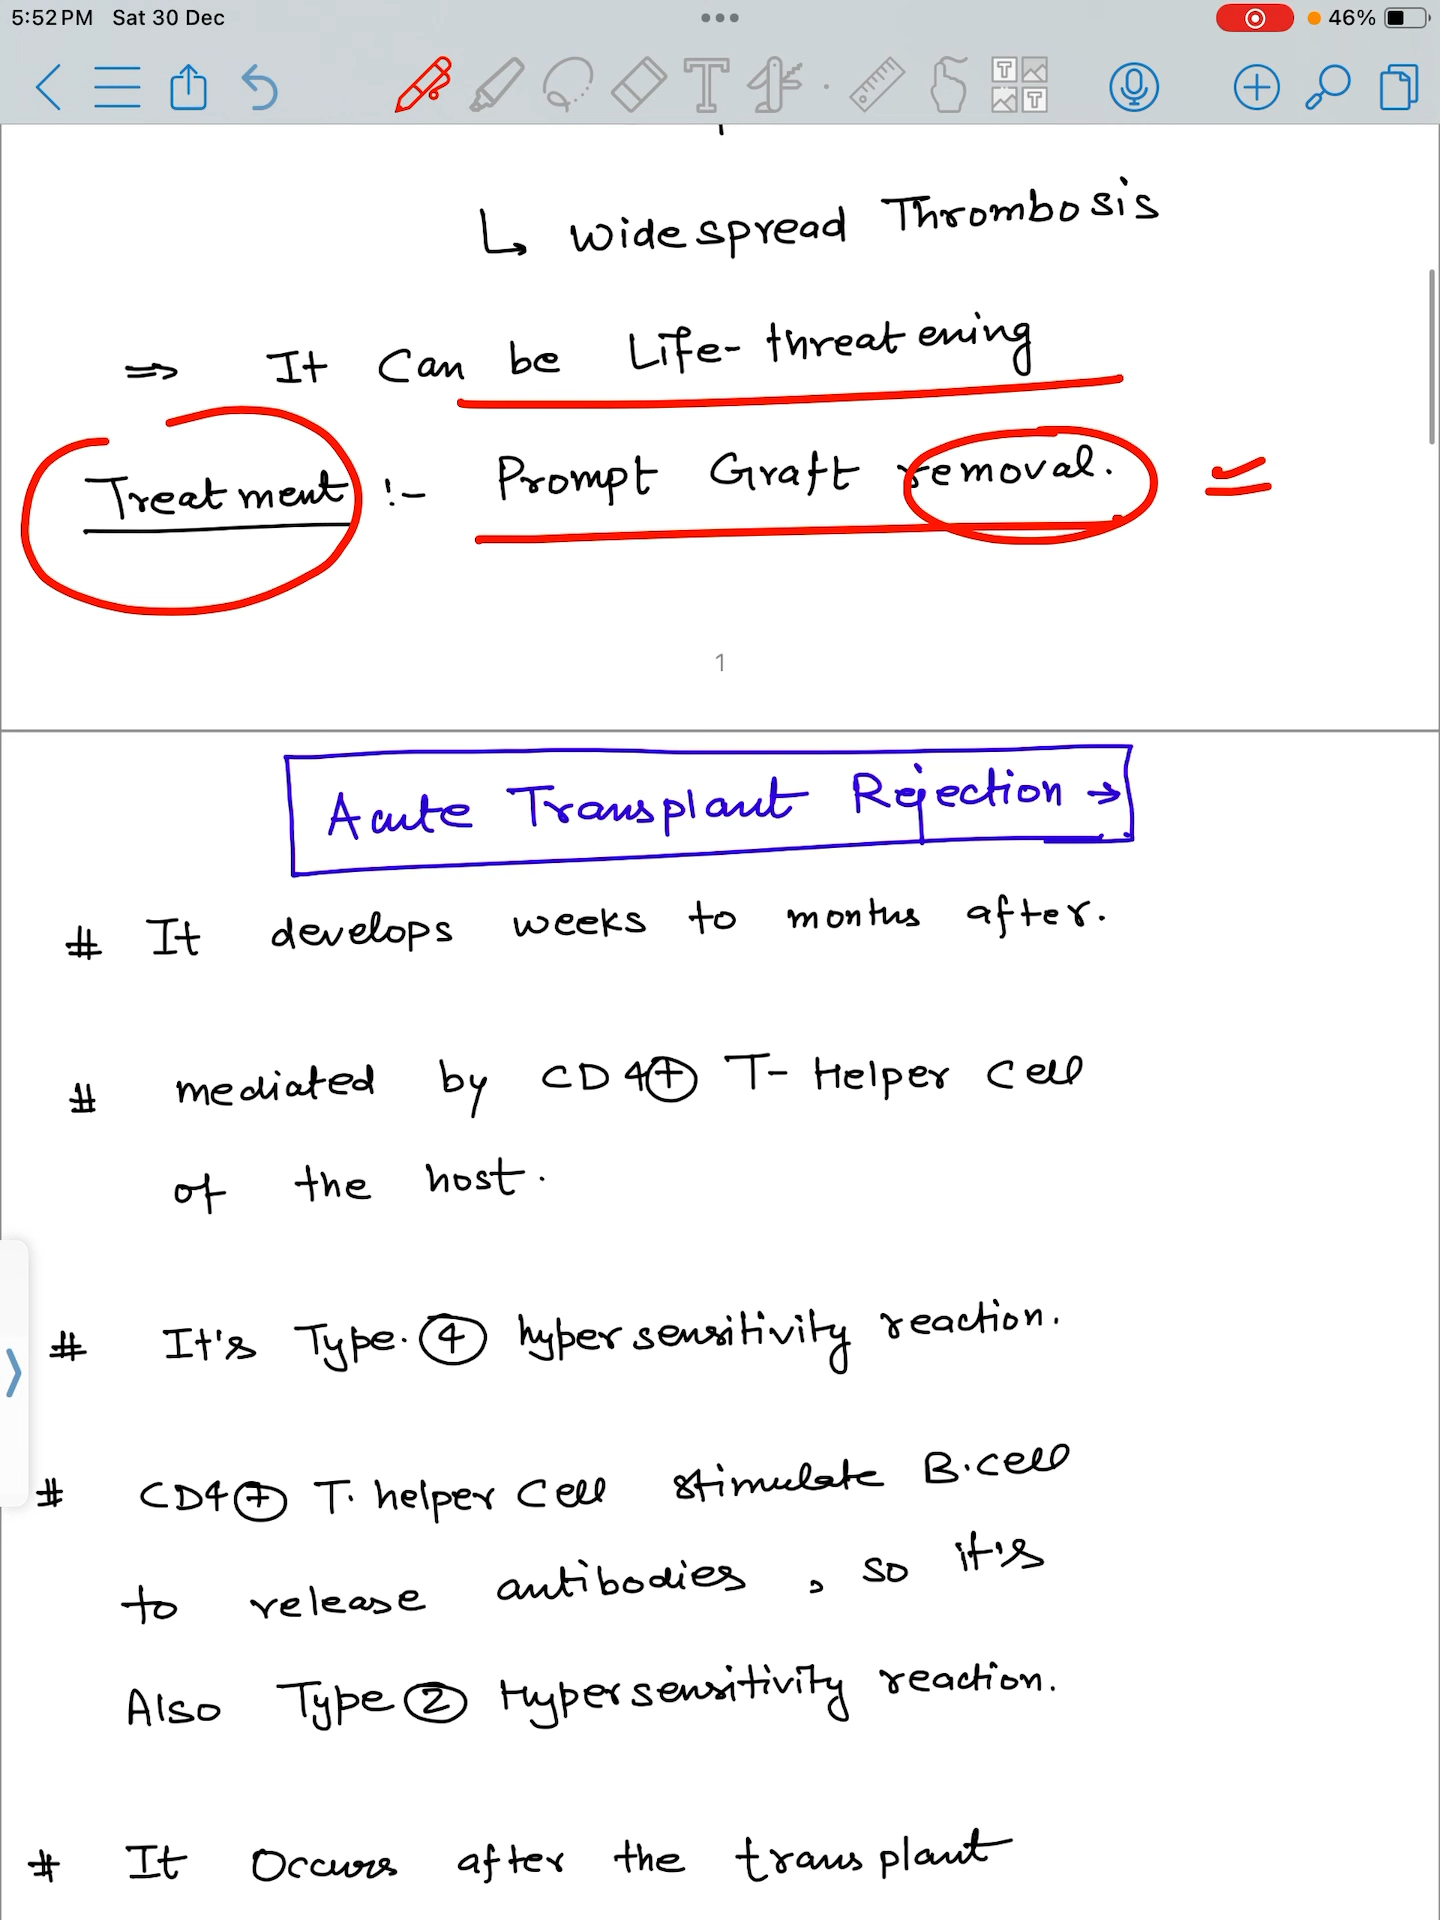 5:52 PM Sat 30 Dec
46%
↳ widespread Thrombosis
⇒ It Can be Life-threatening
Treatment :- Prompt Graft removal.
1
Acute Transplant Rejection →
# It develops weeks to months after.
# mediated by CD4⊕ T-Helper Cell
of the host.
# It's Type.④ hypersensitivity reaction.
# CD4⊕ T. helper Cell stimulate B.cell
to release antibodies, so it's
Also Type② Hypersensitivity reaction.
# It Occurs after the transplant